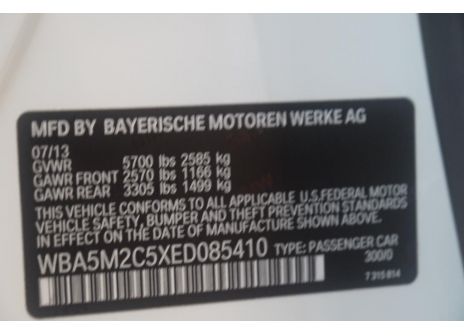 MFD BY BAYERISCHE MOTOREN WERKE AG
07/13
GVWR 5700 lbs 2585 kg
GAWR FRONT 2570 lbs 1166 kg
GAWR REAR 3305 lbs 1499 kg
THIS VEHICLE CONFORMS TO ALL APPLICABLE U.S.FEDERAL MOTOR
VEHICLE SAFETY, BUMPER, AND THEFT PREVENTION STANDARDS
IN EFFECT ON THE DATE OF MANUFACTURE SHOWN ABOVE.
WBA5M2C5XED085410 TYPE: PASSENGER CAR
300/0
7 315 814